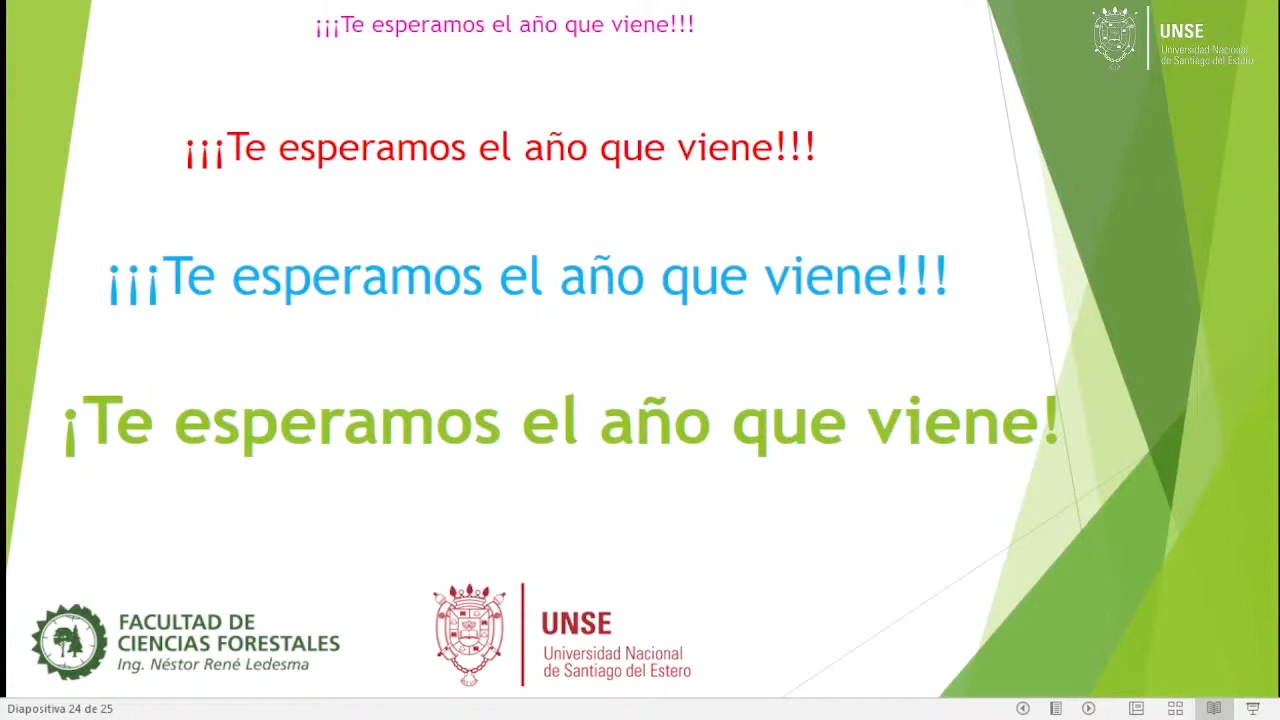 ¡¡¡Te esperamos el año que viene!!!
UNSE
Universidad Nacional
de Santiago del Estero
¡¡¡Te esperamos el año que viene!!!
¡¡¡Te esperamos el año que viene!!!
¡Te esperamos el año que viene!
FACULTAD DE
CIENCIAS FORESTALES
Ing. Néstor René Ledesma
UNSE
Universidad Nacional
de Santiago del Estero
Diapositiva 24 de 25